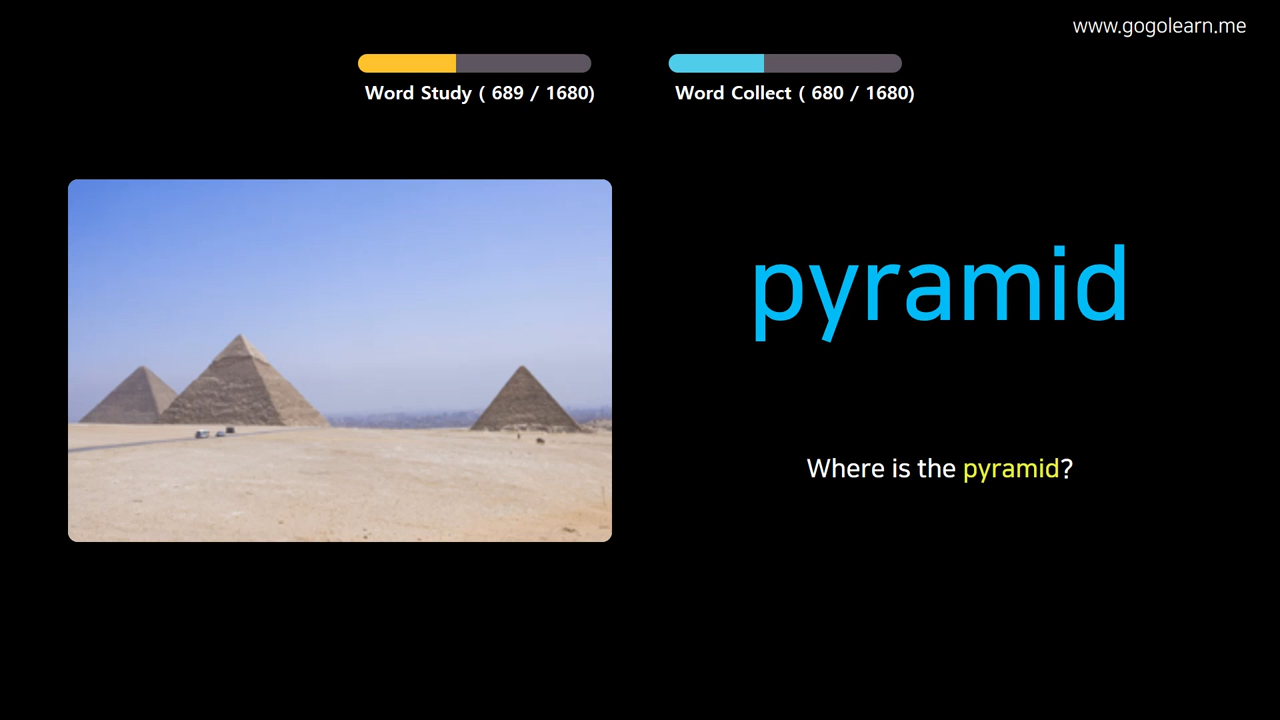 www.gogolearn.me
Word Study ( 689 / 1680)
Word Collect ( 680 / 1680)
pyramid
Where is the pyramid?